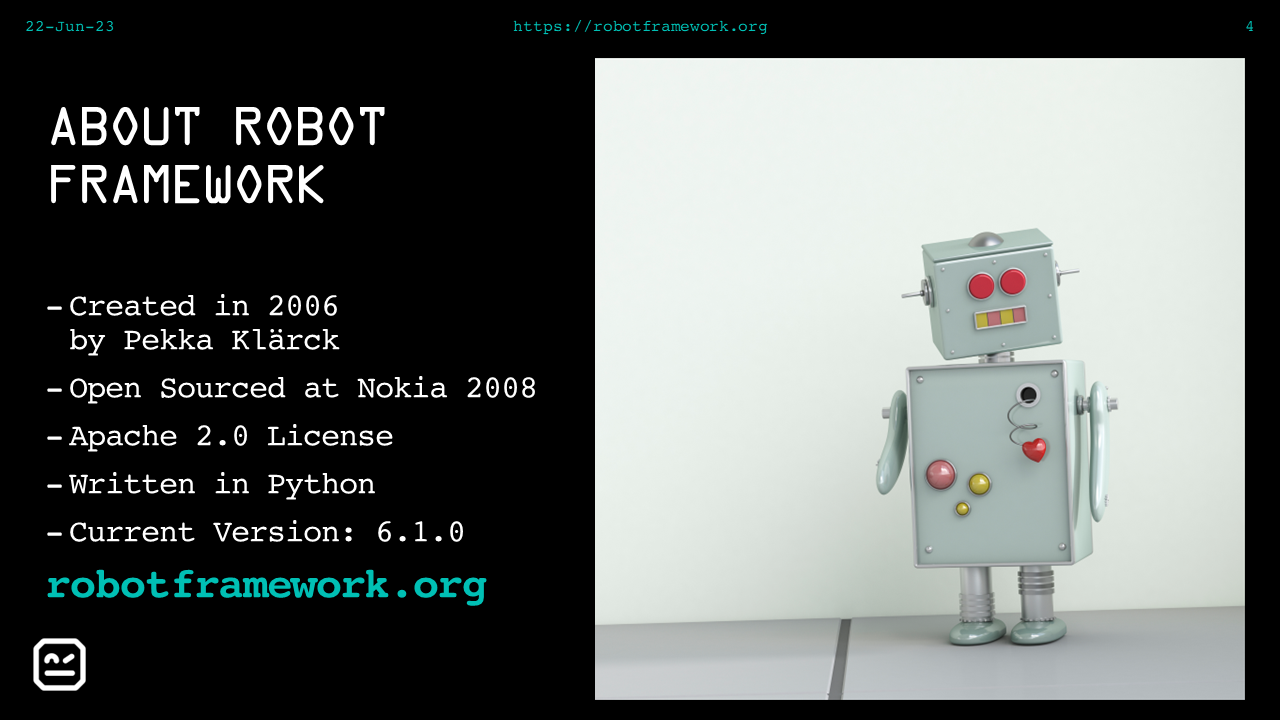 22-Jun-23
https://robotframework.org
4
ABOUT ROBOT
FRAMEWORK
– Created in 2006
by Pekka Klärck
– Open Sourced at Nokia 2008
– Apache 2.0 License
– Written in Python
– Current Version: 6.1.0
robotframework.org